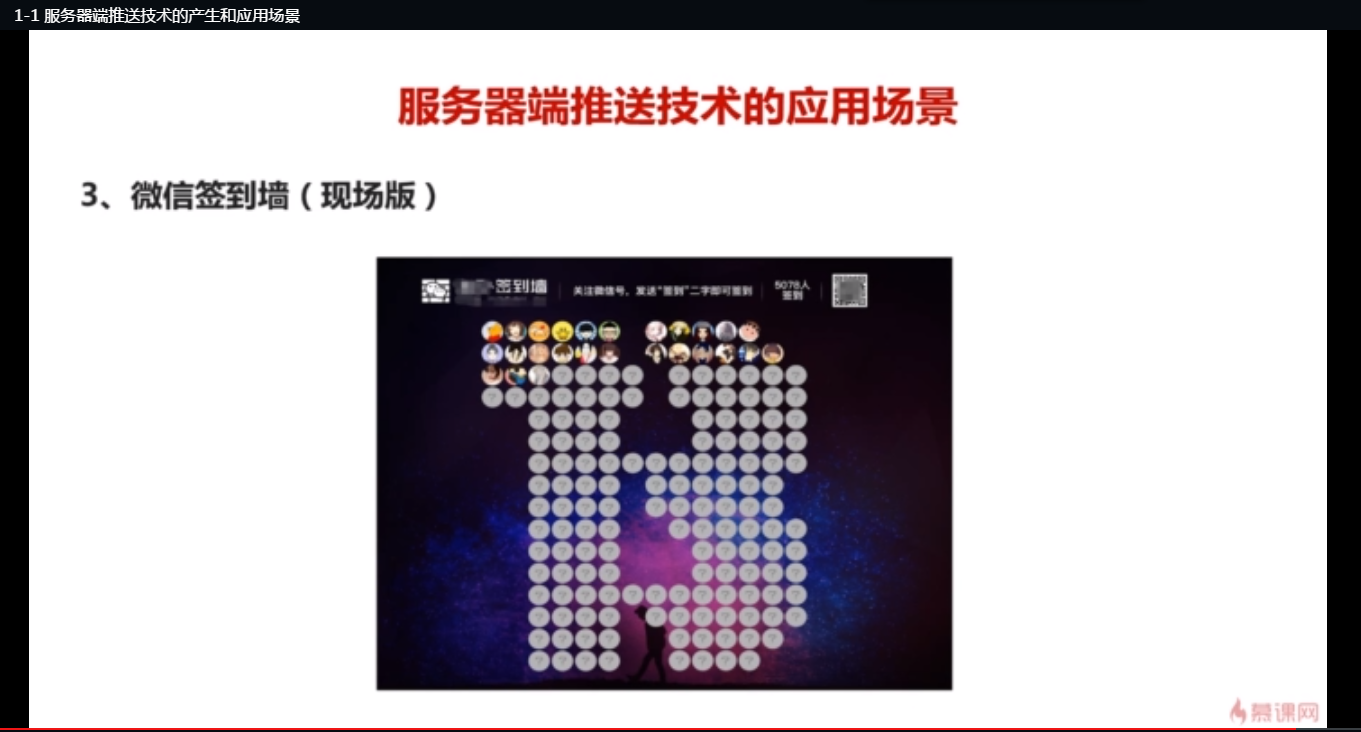 1-1 服务器端推送技术的产生和应用场景
服务器端推送技术的应用场景
3、微信签到墙（现场版）
签到墙
关注微信号，发送“签到”二字即可签到
5078人
签到
慕课网